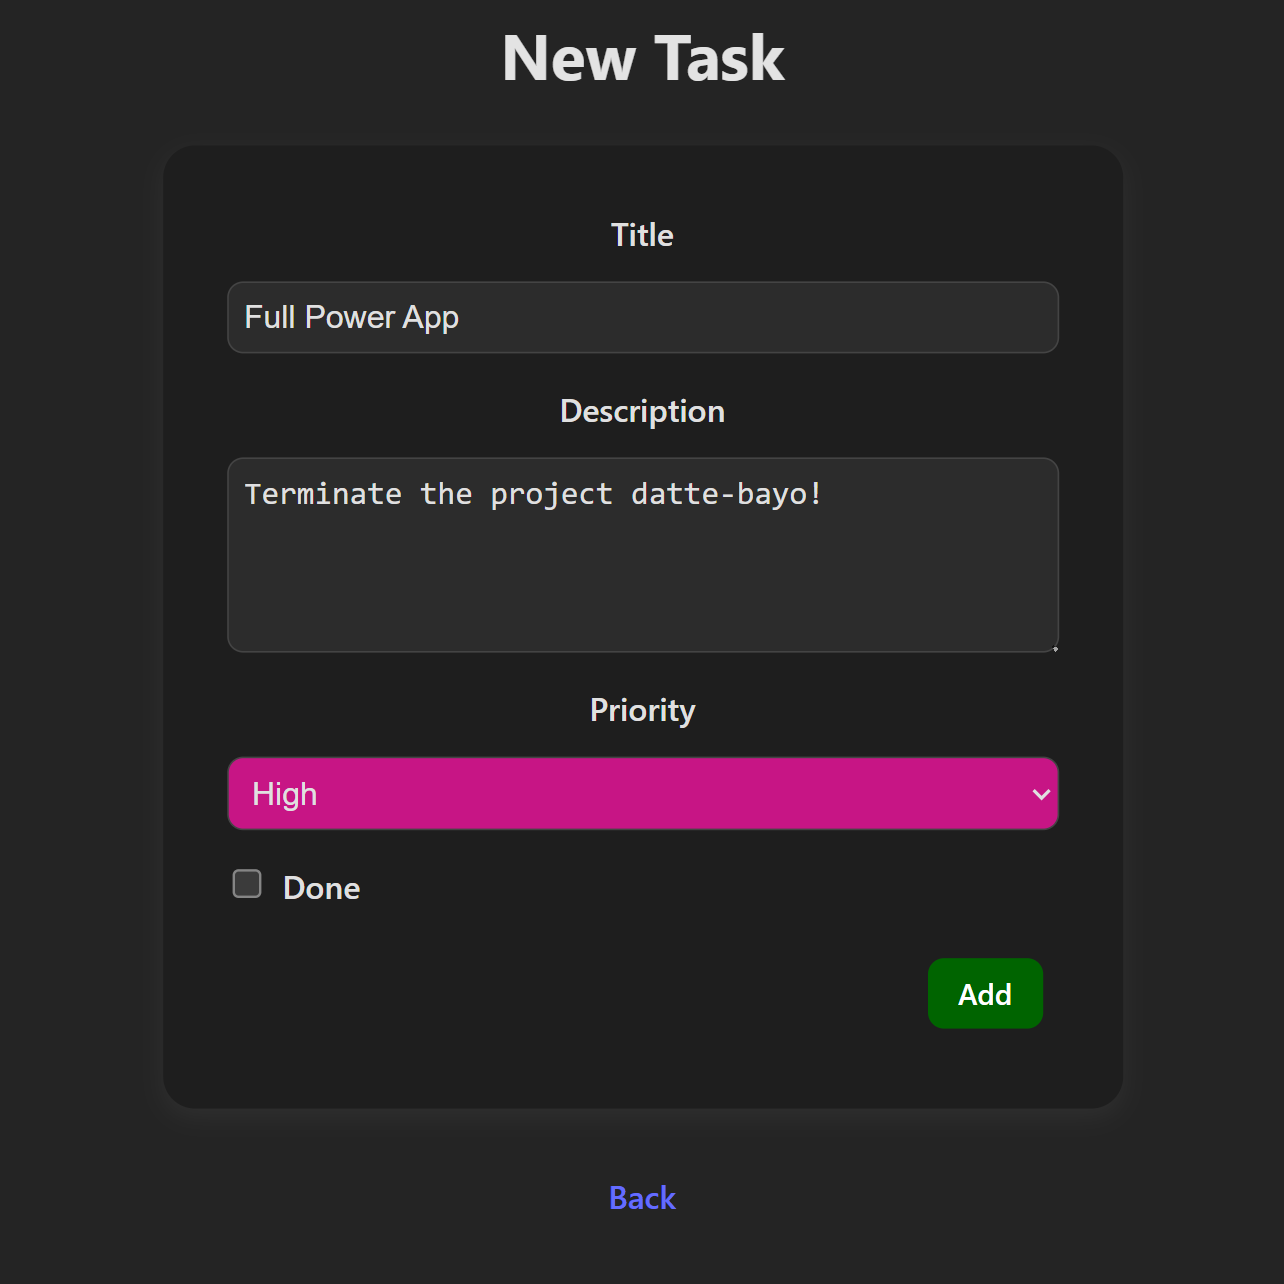 New Task
Title
Full Power App
Description
Terminate the project datte-bayo!
Priority
High
Done
Add
Back